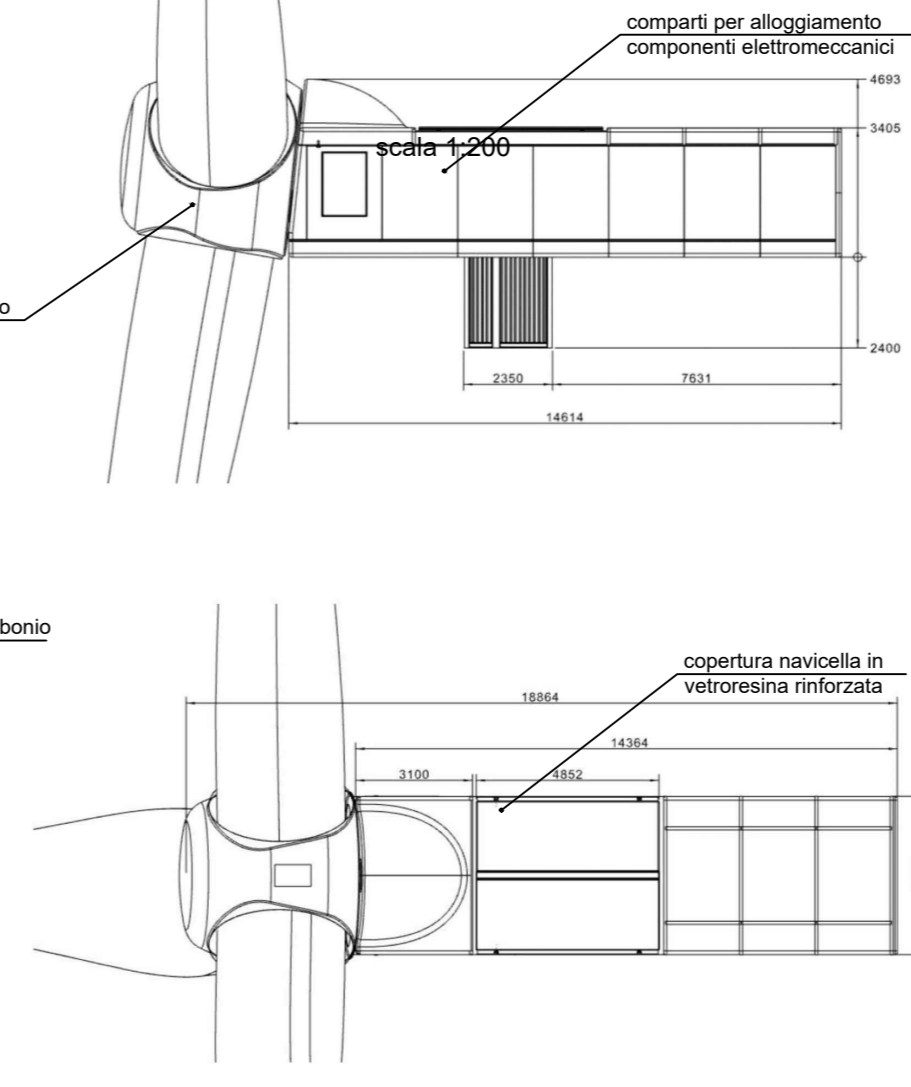 comparti per alloggiamento
componenti elettromeccanici
4693
3405
scala 1:200
o
2400
2350
7631
14614
bonio
copertura navicella in
vetroresina rinforzata
18864
14364
3100
4852